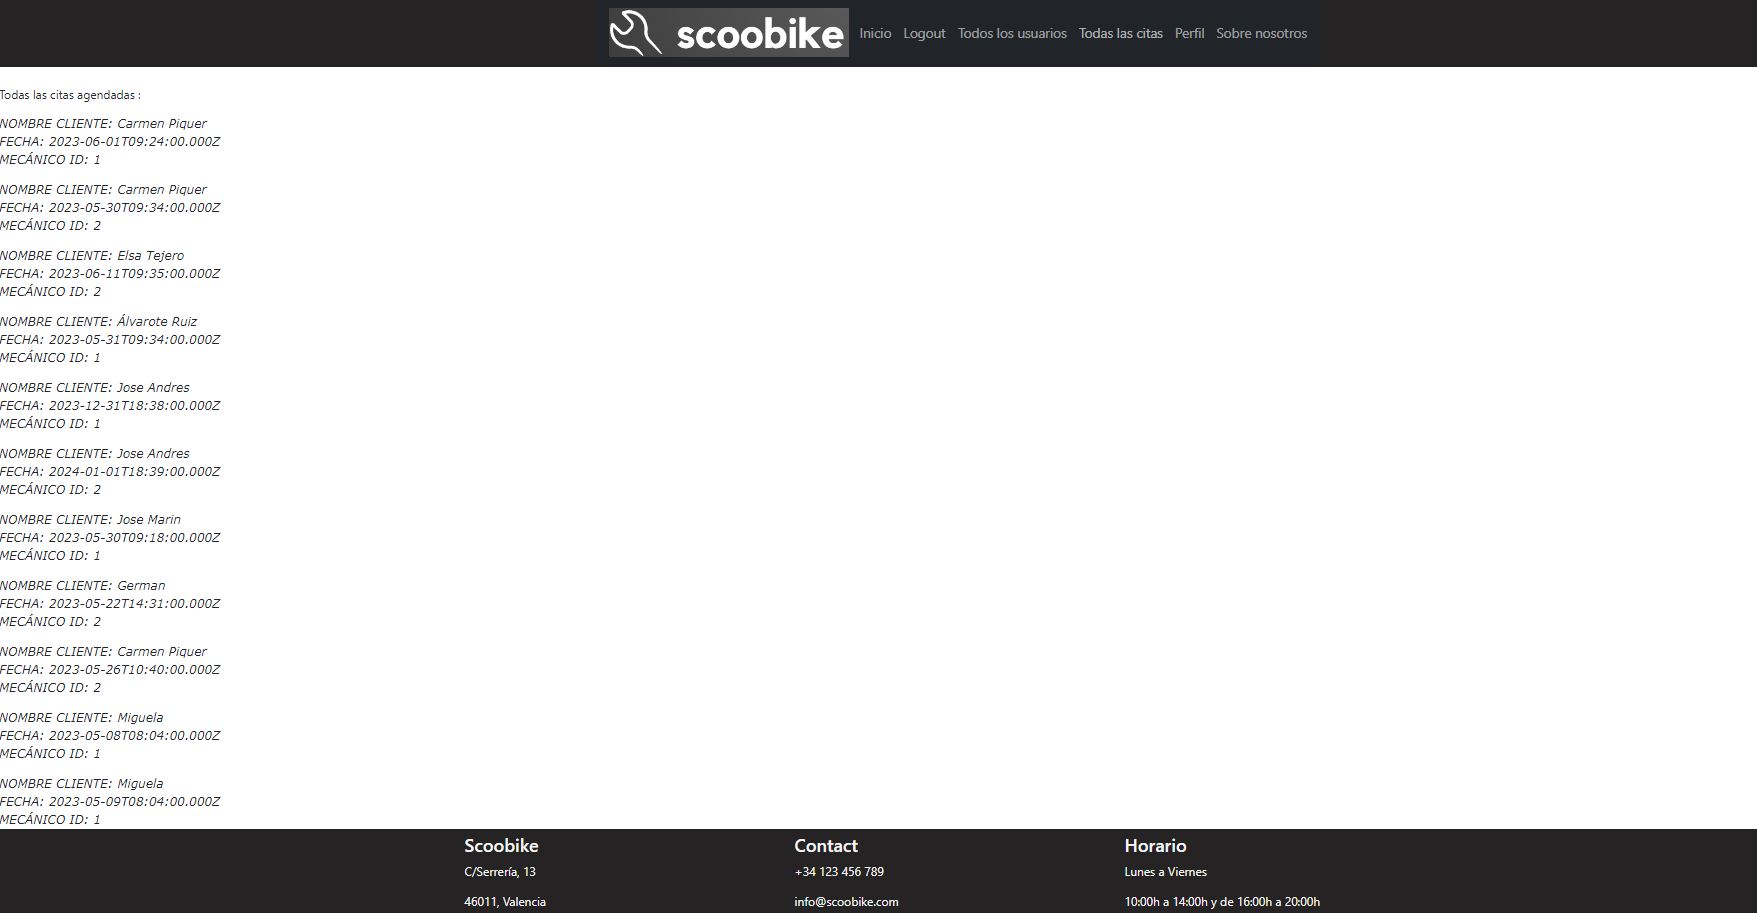 scoobike Inicio Logout Todos los usuarios Todas las citas Perfil Sobre nosotros
Todas las citas agendadas :
NOMBRE CLIENTE: Carmen Piquer
FECHA: 2023-06-01T09:24:00.000Z
MECÁNICO ID: 1
NOMBRE CLIENTE: Carmen Piquer
FECHA: 2023-05-30T09:34:00.000Z
MECÁNICO ID: 2
NOMBRE CLIENTE: Elsa Tejero
FECHA: 2023-06-11T09:35:00.000Z
MECÁNICO ID: 2
NOMBRE CLIENTE: Álvarote Ruiz
FECHA: 2023-05-31T09:34:00.000Z
MECÁNICO ID: 1
NOMBRE CLIENTE: Jose Andres
FECHA: 2023-12-31T18:38:00.000Z
MECÁNICO ID: 1
NOMBRE CLIENTE: Jose Andres
FECHA: 2024-01-01T18:39:00.000Z
MECÁNICO ID: 2
NOMBRE CLIENTE: Jose Marin
FECHA: 2023-05-30T09:18:00.000Z
MECÁNICO ID: 1
NOMBRE CLIENTE: German
FECHA: 2023-05-22T14:31:00.000Z
MECÁNICO ID: 2
NOMBRE CLIENTE: Carmen Piquer
FECHA: 2023-05-26T10:40:00.000Z
MECÁNICO ID: 2
NOMBRE CLIENTE: Miguela
FECHA: 2023-05-08T08:04:00.000Z
MECÁNICO ID: 1
NOMBRE CLIENTE: Miguela
FECHA: 2023-05-09T08:04:00.000Z
MECÁNICO ID: 1
Scoobike
C/Serrería, 13
46011, Valencia
Contact
+34 123 456 789
info@scoobike.com
Horario
Lunes a Viernes
10:00h a 14:00h y de 16:00h a 20:00h